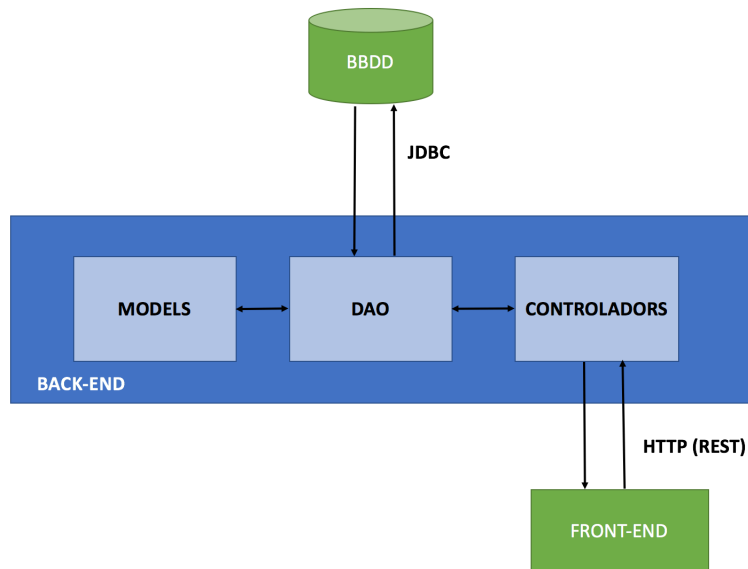 BBDD
JDBC
MODELS
DAO
CONTROLADORS
BACK-END
HTTP (REST)
FRONT-END